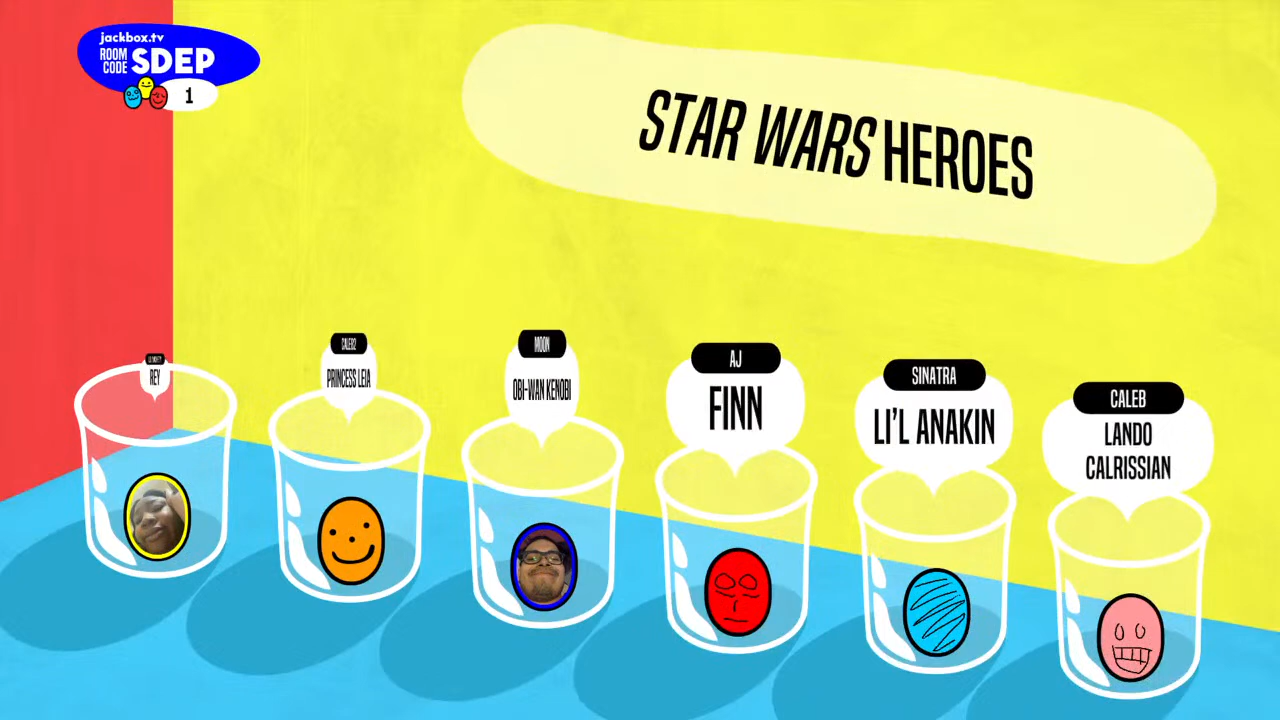 jackbox.tv
ROOM
CODE
SDEP
1
STAR WARS HEROES
REY
CALEB2
PRINCESS LEIA
MOON
OBI-WAN KENOBI
AJ
FINN
SINATRA
LI'L ANAKIN
CALEB
LANDO
CALRISSIAN